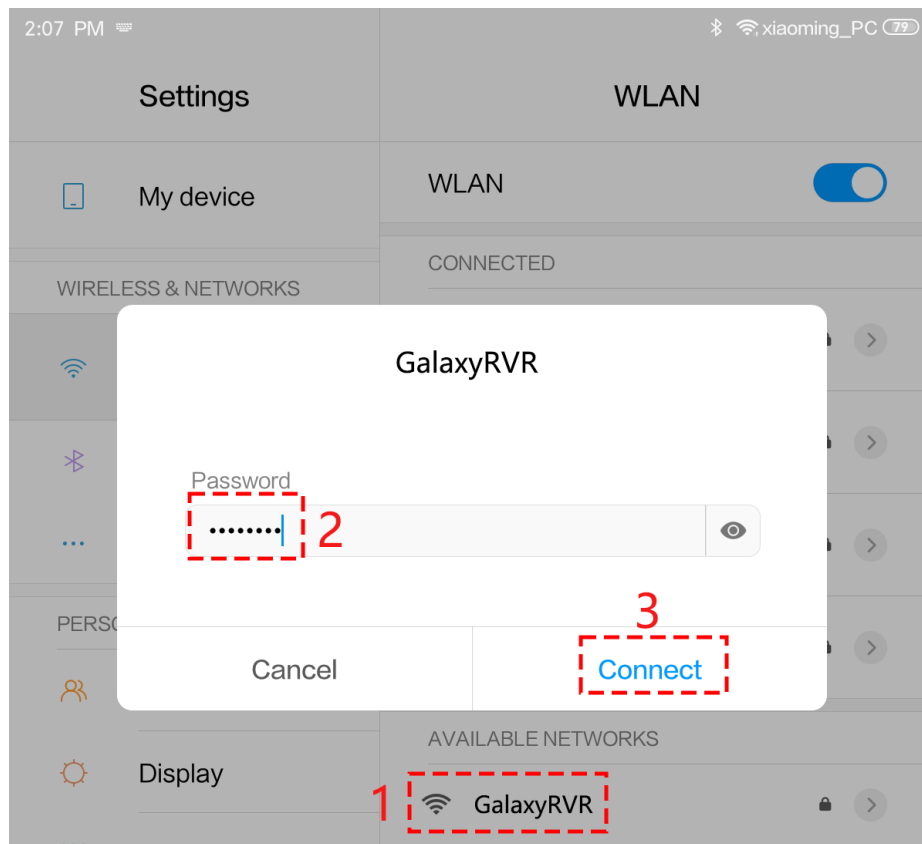 2:07 PM
xiaoming_PC 79
Settings
WLAN
My device
WLAN
CONNECTED
WIRELESS & NETWORKS
GalaxyRVR
Password
•••••••• 2
3
PERSO
Cancel
Connect
AVAILABLE NETWORKS
Display
1 GalaxyRVR